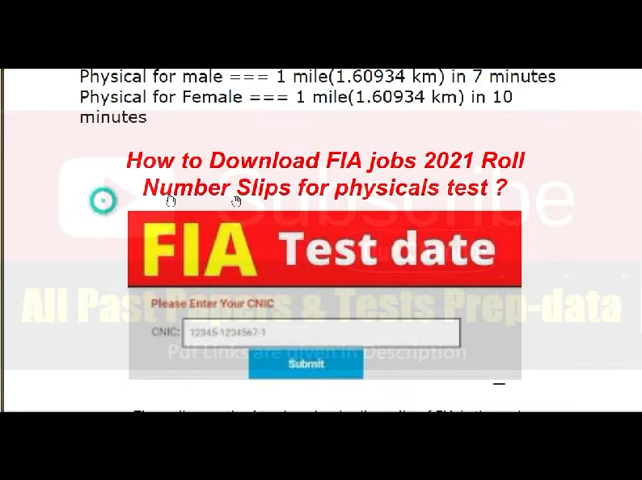 Physical for male === 1 mile(1.60934 km) in 7 minutes
Physical for Female === 1 mile(1.60934 km) in 10
minutes
How to Download FIA jobs 2021 Roll
Number Slips for physicals test ?
Subscribe
FIA Test date
All Past Papers & Tests Prep-data
Please Enter Your CNIC
CNIC: 12345-1234567-1
Pdf Links are given in Description
Submit